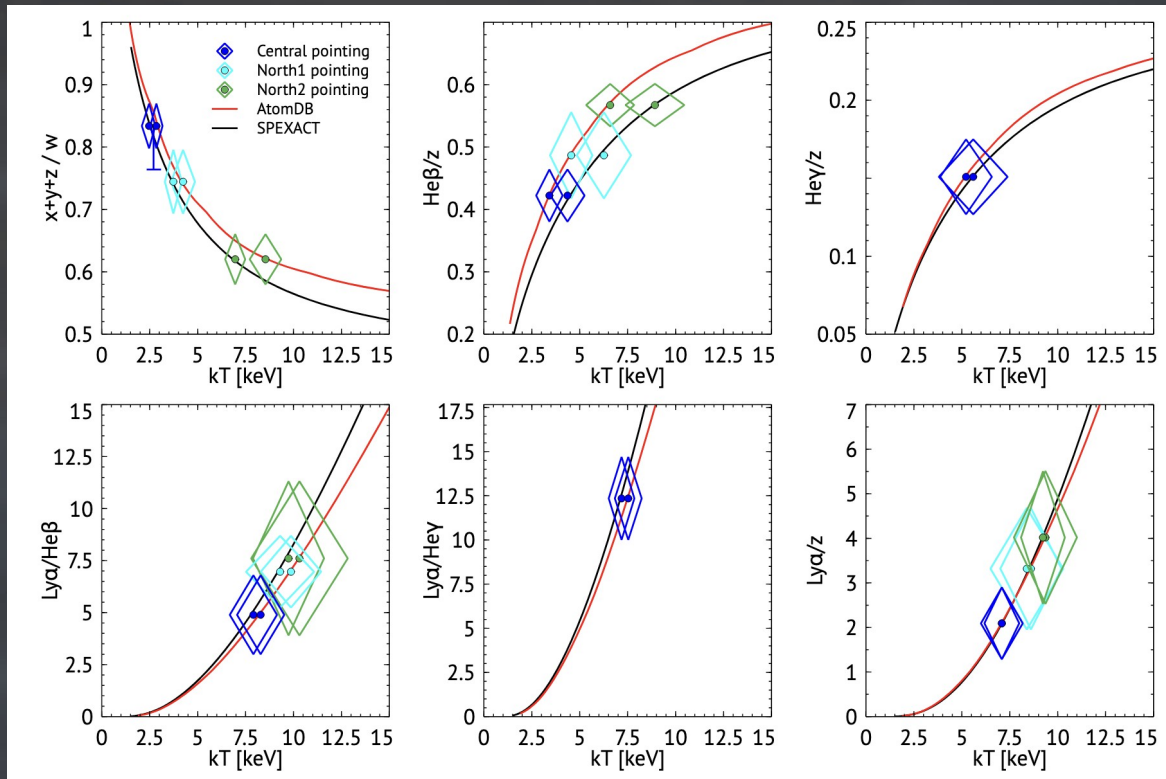 1
0.9
0.8
0.7
0.6
0.5
x+y+z / w
0 2.5 5 7.5 10 12.5 15
kT [keV]
Central pointing
North1 pointing
North2 pointing
AtomDB
SPEXACT
0.6
0.5
0.4
0.3
0.2
Heβ/z
0 2.5 5 7.5 10 12.5 15
kT [keV]
0.25
0.2
0.1
0.05
Heγ/z
0 2.5 5 7.5 10 12.5 15
kT [keV]
15
12.5
10
7.5
5
2.5
0
Lyα/Heβ
0 2.5 5 7.5 10 12.5 15
kT [keV]
17.5
15
12.5
10
7.5
5
2.5
0
Lyα/Heγ
0 2.5 5 7.5 10 12.5 15
kT [keV]
7
6
5
4
3
2
1
0
Lyα/z
0 2.5 5 7.5 10 12.5 15
kT [keV]